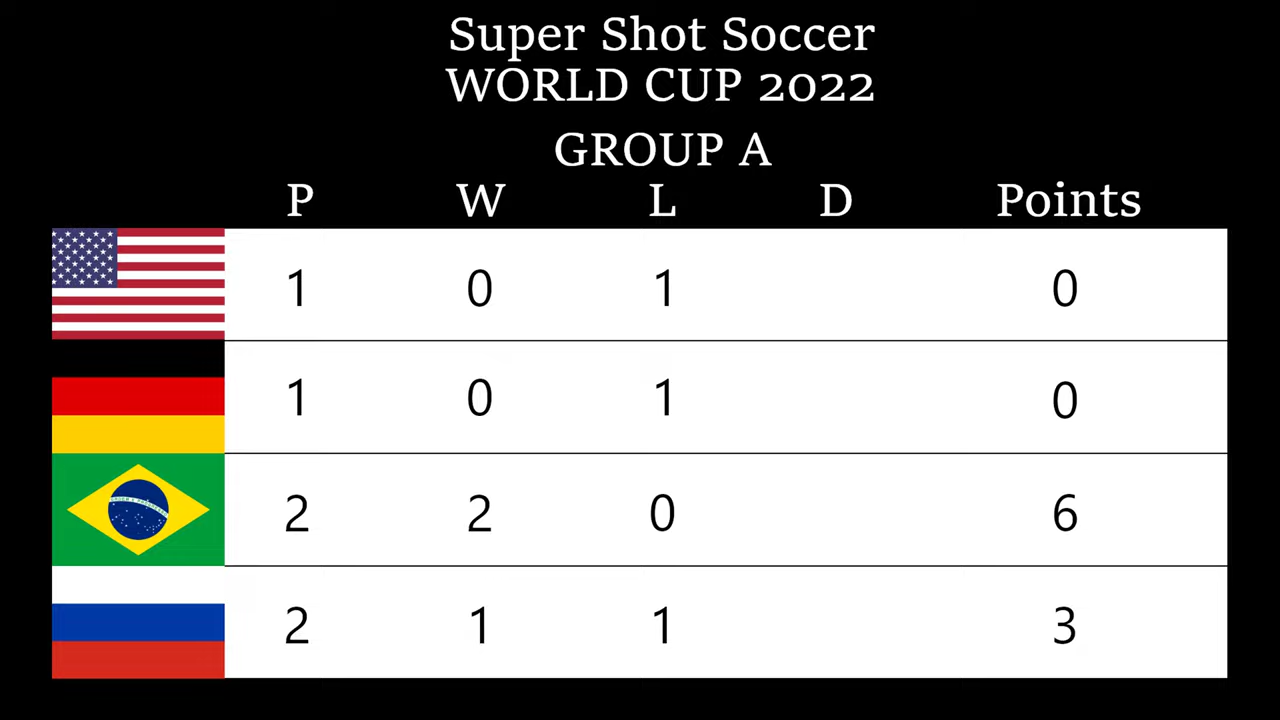 Super Shot Soccer
WORLD CUP 2022
GROUP A
P W L D Points
1 0 1 0
1 0 1 0
2 2 0 6
2 1 1 3